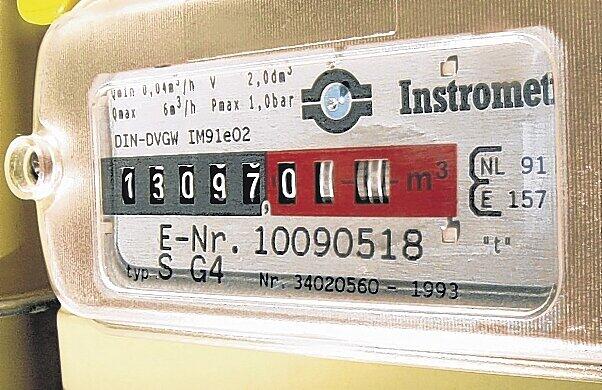 Qmin 0,04m³/h V 2,0dm³
Qmax 6m³/h Pmax 1,0bar
Instromet
DIN-DVGW IM91e02
13097,0 m³
NL 91
E 157
E-Nr. 10090518 "t"
typ S G4 Nr. 34020560 - 1993